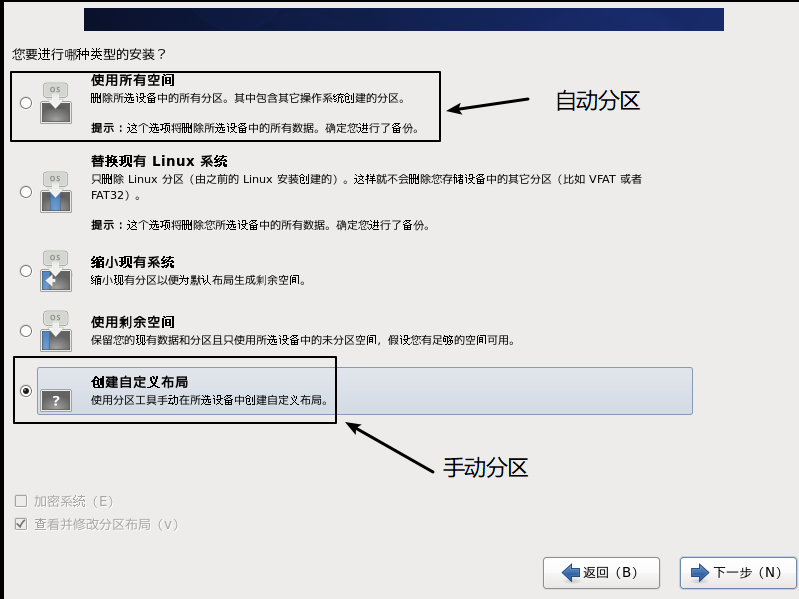 您要进行哪种类型的安装？
使用所有空间
删除所选设备中的所有分区。其中包含其它操作系统创建的分区。
提示：这个选项将删除所选设备中的所有数据。确定您进行了备份。
自动分区
替换现有 Linux 系统
只删除 Linux 分区（由之前的 Linux 安装创建的）。这样就不会删除您存储设备中的其它分区（比如 VFAT 或者
FAT32）。
提示：这个选项将删除您所选设备中的所有数据。确定您进行了备份。
缩小现有系统
缩小现有分区以便为默认布局生成剩余空间。
使用剩余空间
保留您的现有数据和分区且只使用所选设备中的未分区空间，假设您有足够的空间可用。
创建自定义布局
使用分区工具手动在所选设备中创建自定义布局。
手动分区
OS
OS
OS
OS
?
加密系统（E）
查看并修改分区布局（v）
返回（B）
下一步（N）